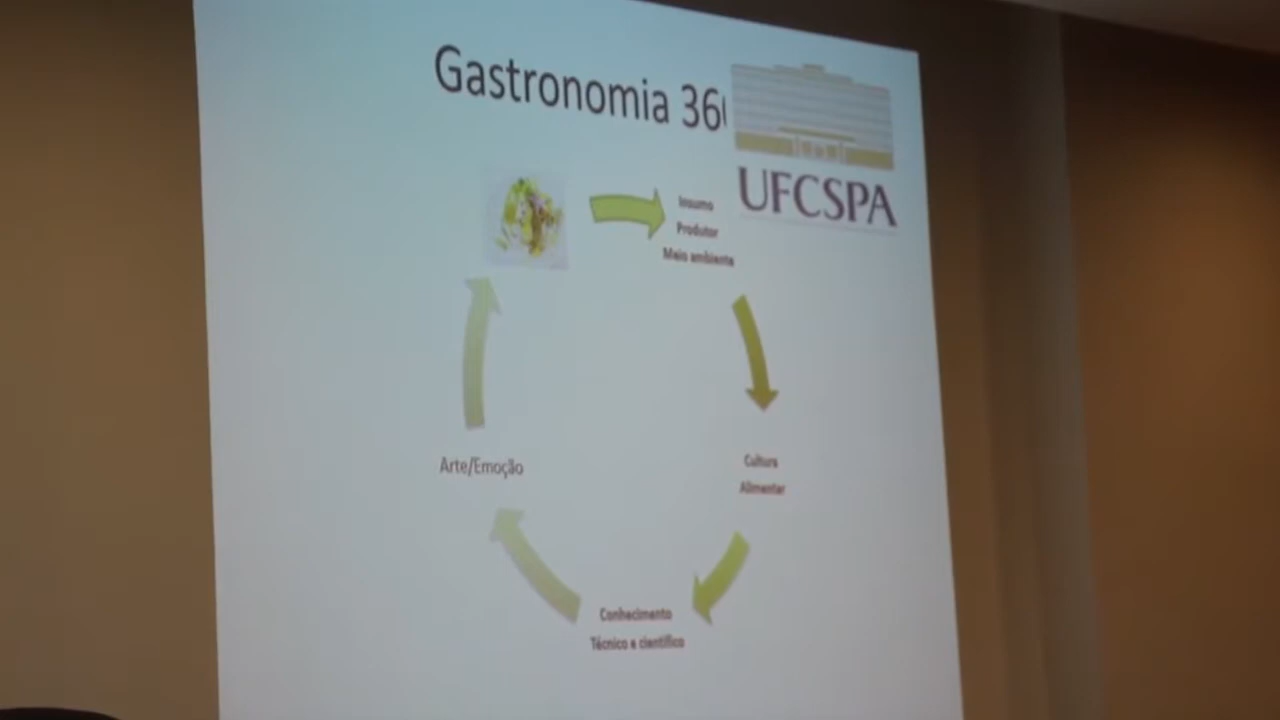 Gastronomia 36
UFCSPA
Insumo
Produtor
Meio ambiente
Cultura
Alimentar
Conhecimento
Técnico e científico
Arte/Emoção